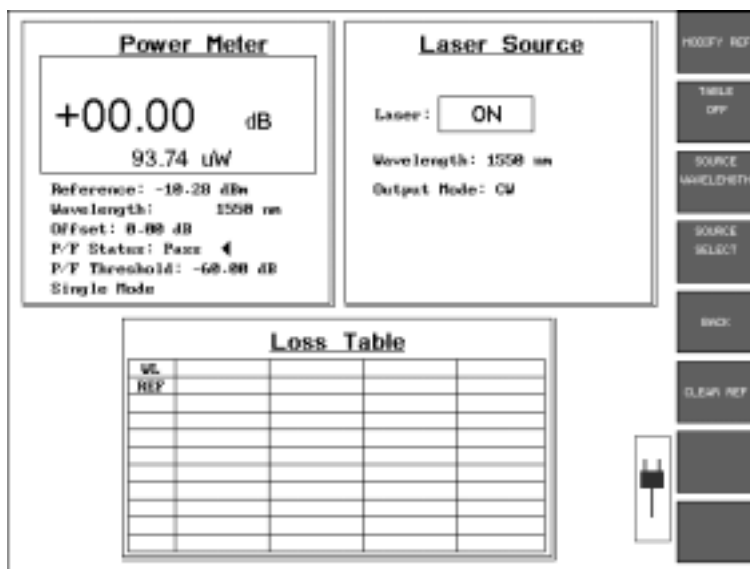 Power Meter
+00.00 dB
93.74 uW
Reference: -10.28 dBm
Wavelength: 1550 nm
Offset: 0.00 dB
P/F Status: Pass
P/F Threshold: -60.00 dB
Single Mode
Laser Source
Laser: ON
Wavelength: 1550 nm
Output Mode: CW
Loss Table
WL
REF
MODIFY REF
TABLE
OFF
SOURCE
WAVELENGTH
SOURCE
SELECT
BACK
CLEAR REF